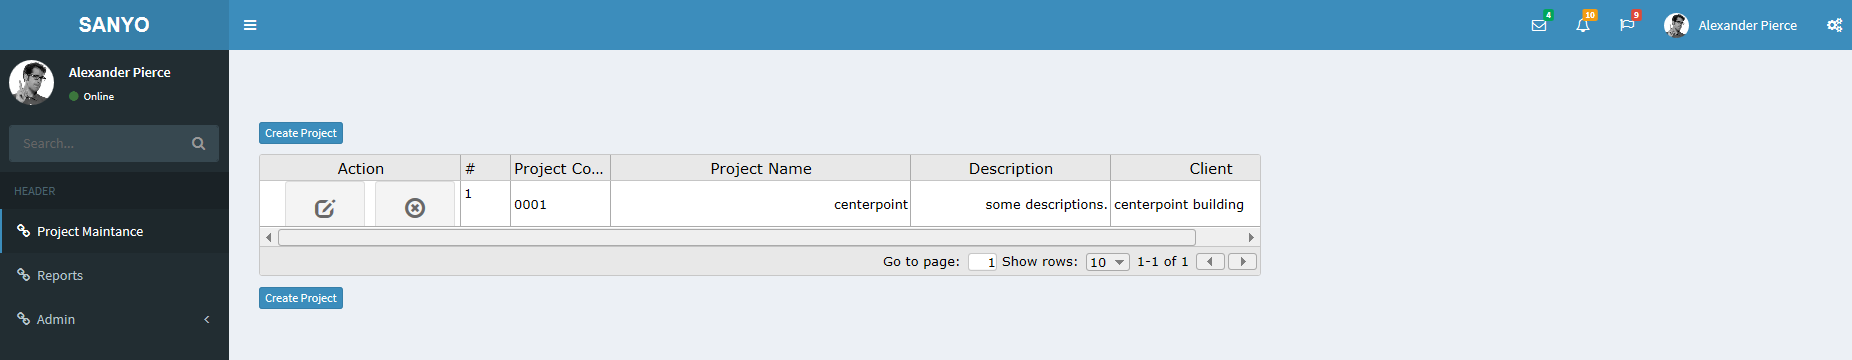 SANYO
4
10
9
Alexander Pierce
Alexander Pierce
Online
Search...
HEADER
Project Maintance
Reports
Admin
Create Project
Action # Project Co... Project Name Description Client
1 0001 centerpoint some descriptions. centerpoint building
Go to page: 1 Show rows: 10 1-1 of 1
Create Project